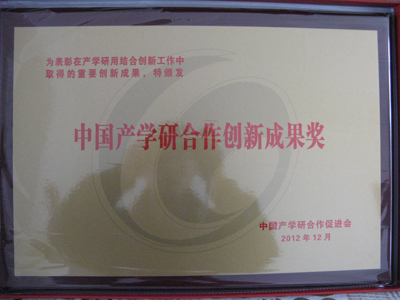 为表彰在产学研用结合创新工作中
取得的重要创新成果，特颁发
中国产学研合作创新成果奖
中国产学研合作促进会
2012年12月